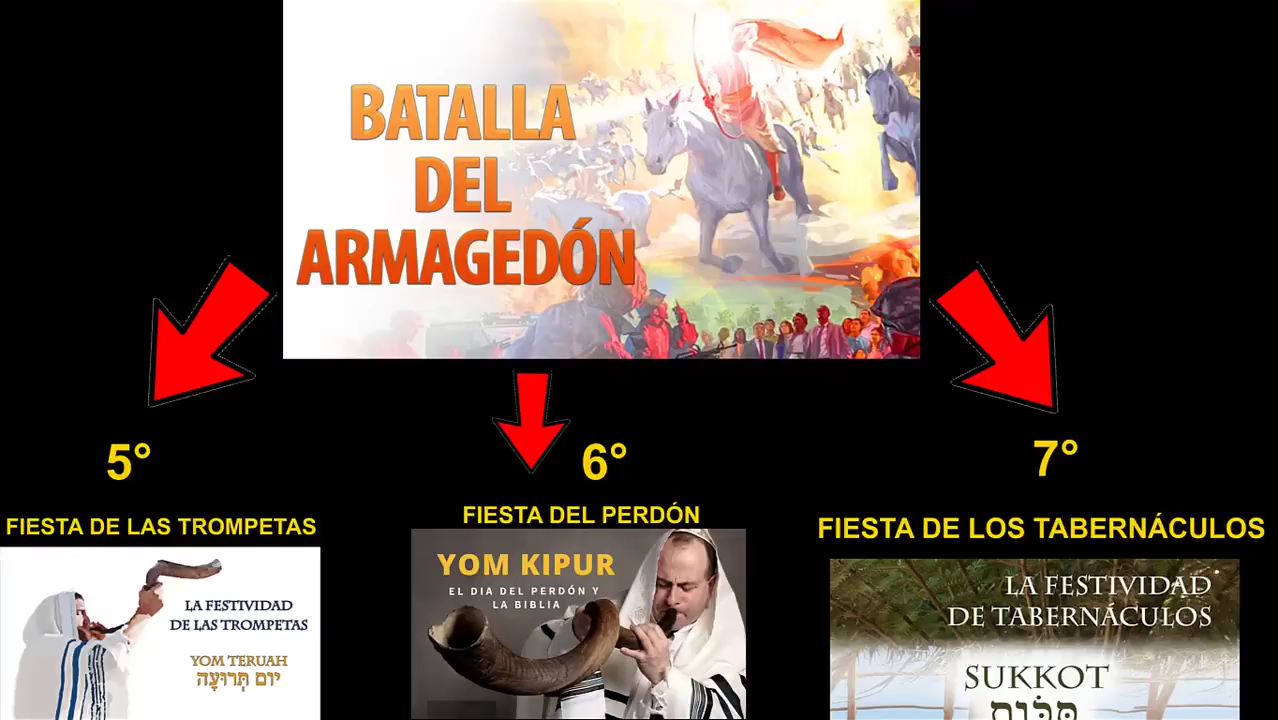 BATALLA
DEL
ARMAGEDÓN
5°
6°
7°
FIESTA DE LAS TROMPETAS
FIESTA DEL PERDÓN
FIESTA DE LOS TABERNÁCULOS
LA FESTIVIDAD
DE LAS TROMPETAS
YOM TERUAH
יוֹם תְּרוּעָה
YOM KIPUR
EL DIA DEL PERDÓN Y
LA BIBLIA
LA FESTIVIDAD
DE TABERNÁCULOS
SUKKOT
סֻכּוֹת